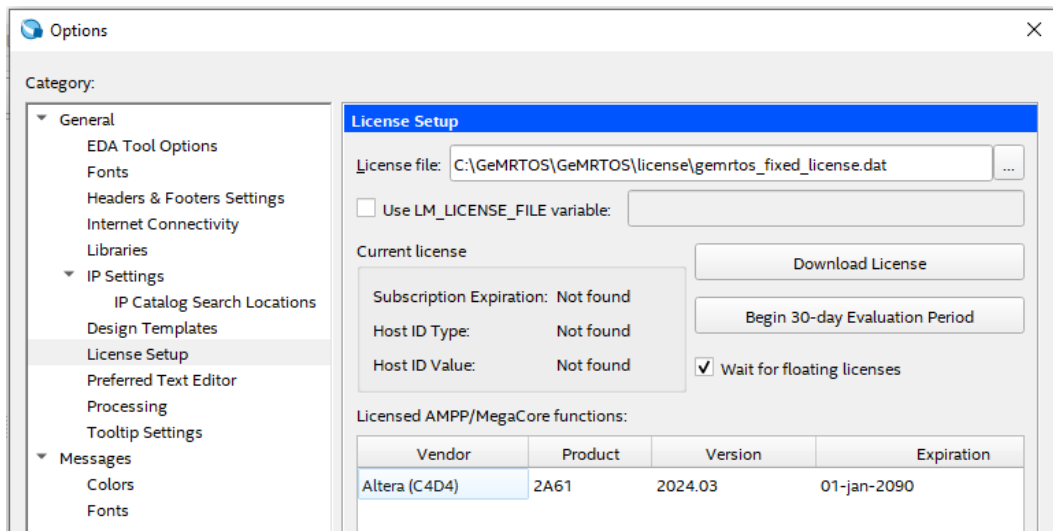 Options
Category:
General
EDA Tool Options
Fonts
Headers & Footers Settings
Internet Connectivity
Libraries
IP Settings
IP Catalog Search Locations
Design Templates
License Setup
Preferred Text Editor
Processing
Tooltip Settings
Messages
Colors
Fonts
License Setup
License file: C:\GeMRTOS\GeMRTOS\license\gemrtos_fixed_license.dat ...
Use LM_LICENSE_FILE variable:
Current license
Subscription Expiration: Not found
Host ID Type: Not found
Host ID Value: Not found
Download License
Begin 30-day Evaluation Period
Wait for floating licenses
Licensed AMPP/MegaCore functions:
Vendor Product Version Expiration
Altera (C4D4) 2A61 2024.03 01-jan-2090